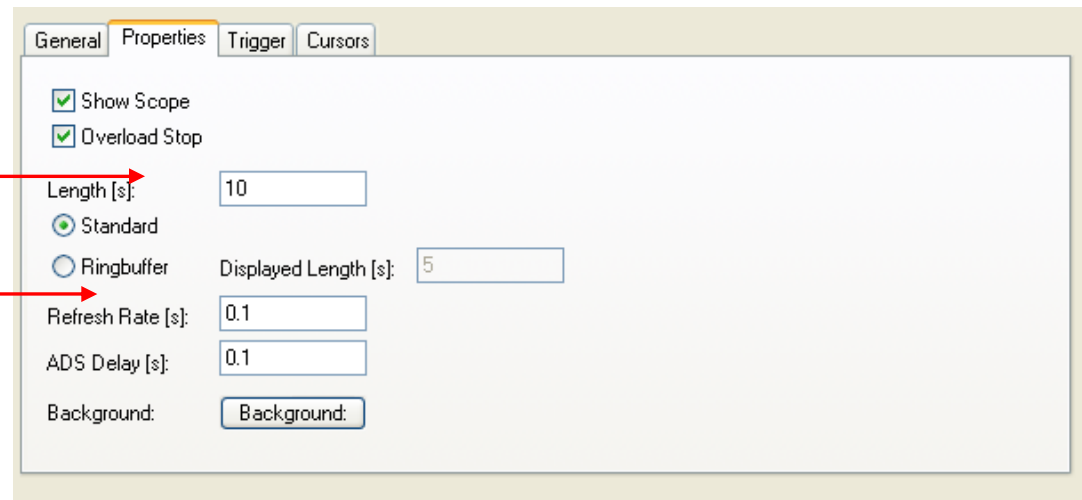 General Properties Trigger Cursors
Show Scope
Overload Stop
Length [s]: 10
Standard
Ringbuffer Displayed Length [s]: 5
Refresh Rate [s]: 0.1
ADS Delay [s]: 0.1
Background: Background: